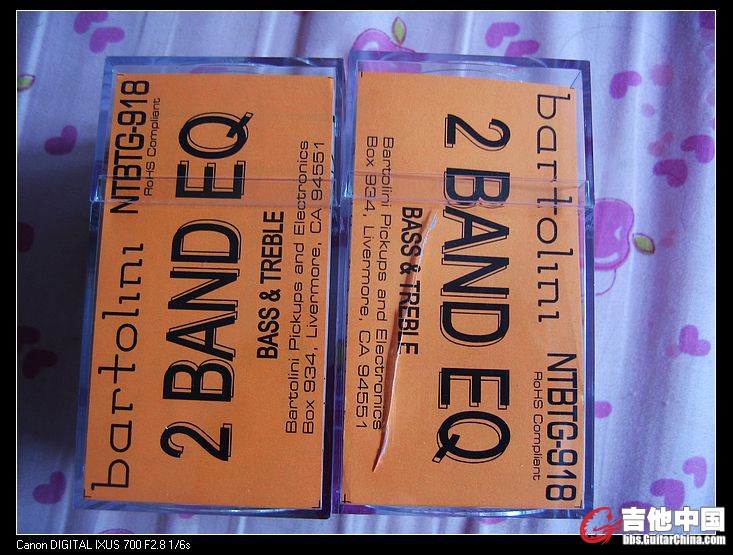 bartolini NTBTG-918
RoHS Compliant
2 BAND EQ
BASS & TREBLE
Bartolini Pickups and Electronics
Box 934, Livermore, CA 94551
bartolini NTBTG-918
RoHS Compliant
2 BAND EQ
BASS & TREBLE
Bartolini Pickups and Electronics
Box 934, Livermore, CA 94551
吉他中国
bbs.GuitarChina.com
Canon DIGITAL IXUS 700 F2.8 1/6s